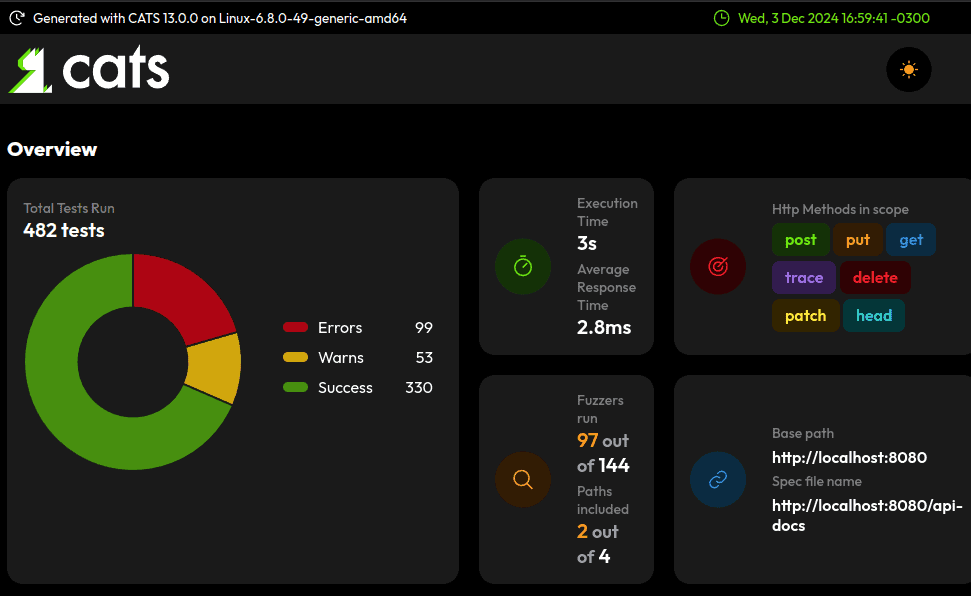 Generated with CATS 13.0.0 on Linux-6.8.0-49-generic-amd64
Wed, 3 Dec 2024 16:59:41 -0300
cats
Overview
Total Tests Run
482 tests
Errors 99
Warns 53
Success 330
Execution
Time
3s
Average
Response
Time
2.8ms
Http Methods in scope
post put get
trace delete
patch head
Fuzzers
run
97 out
of 144
Paths
included
2 out
of 4
Base path
http://localhost:8080
Spec file name
http://localhost:8080/api-
docs